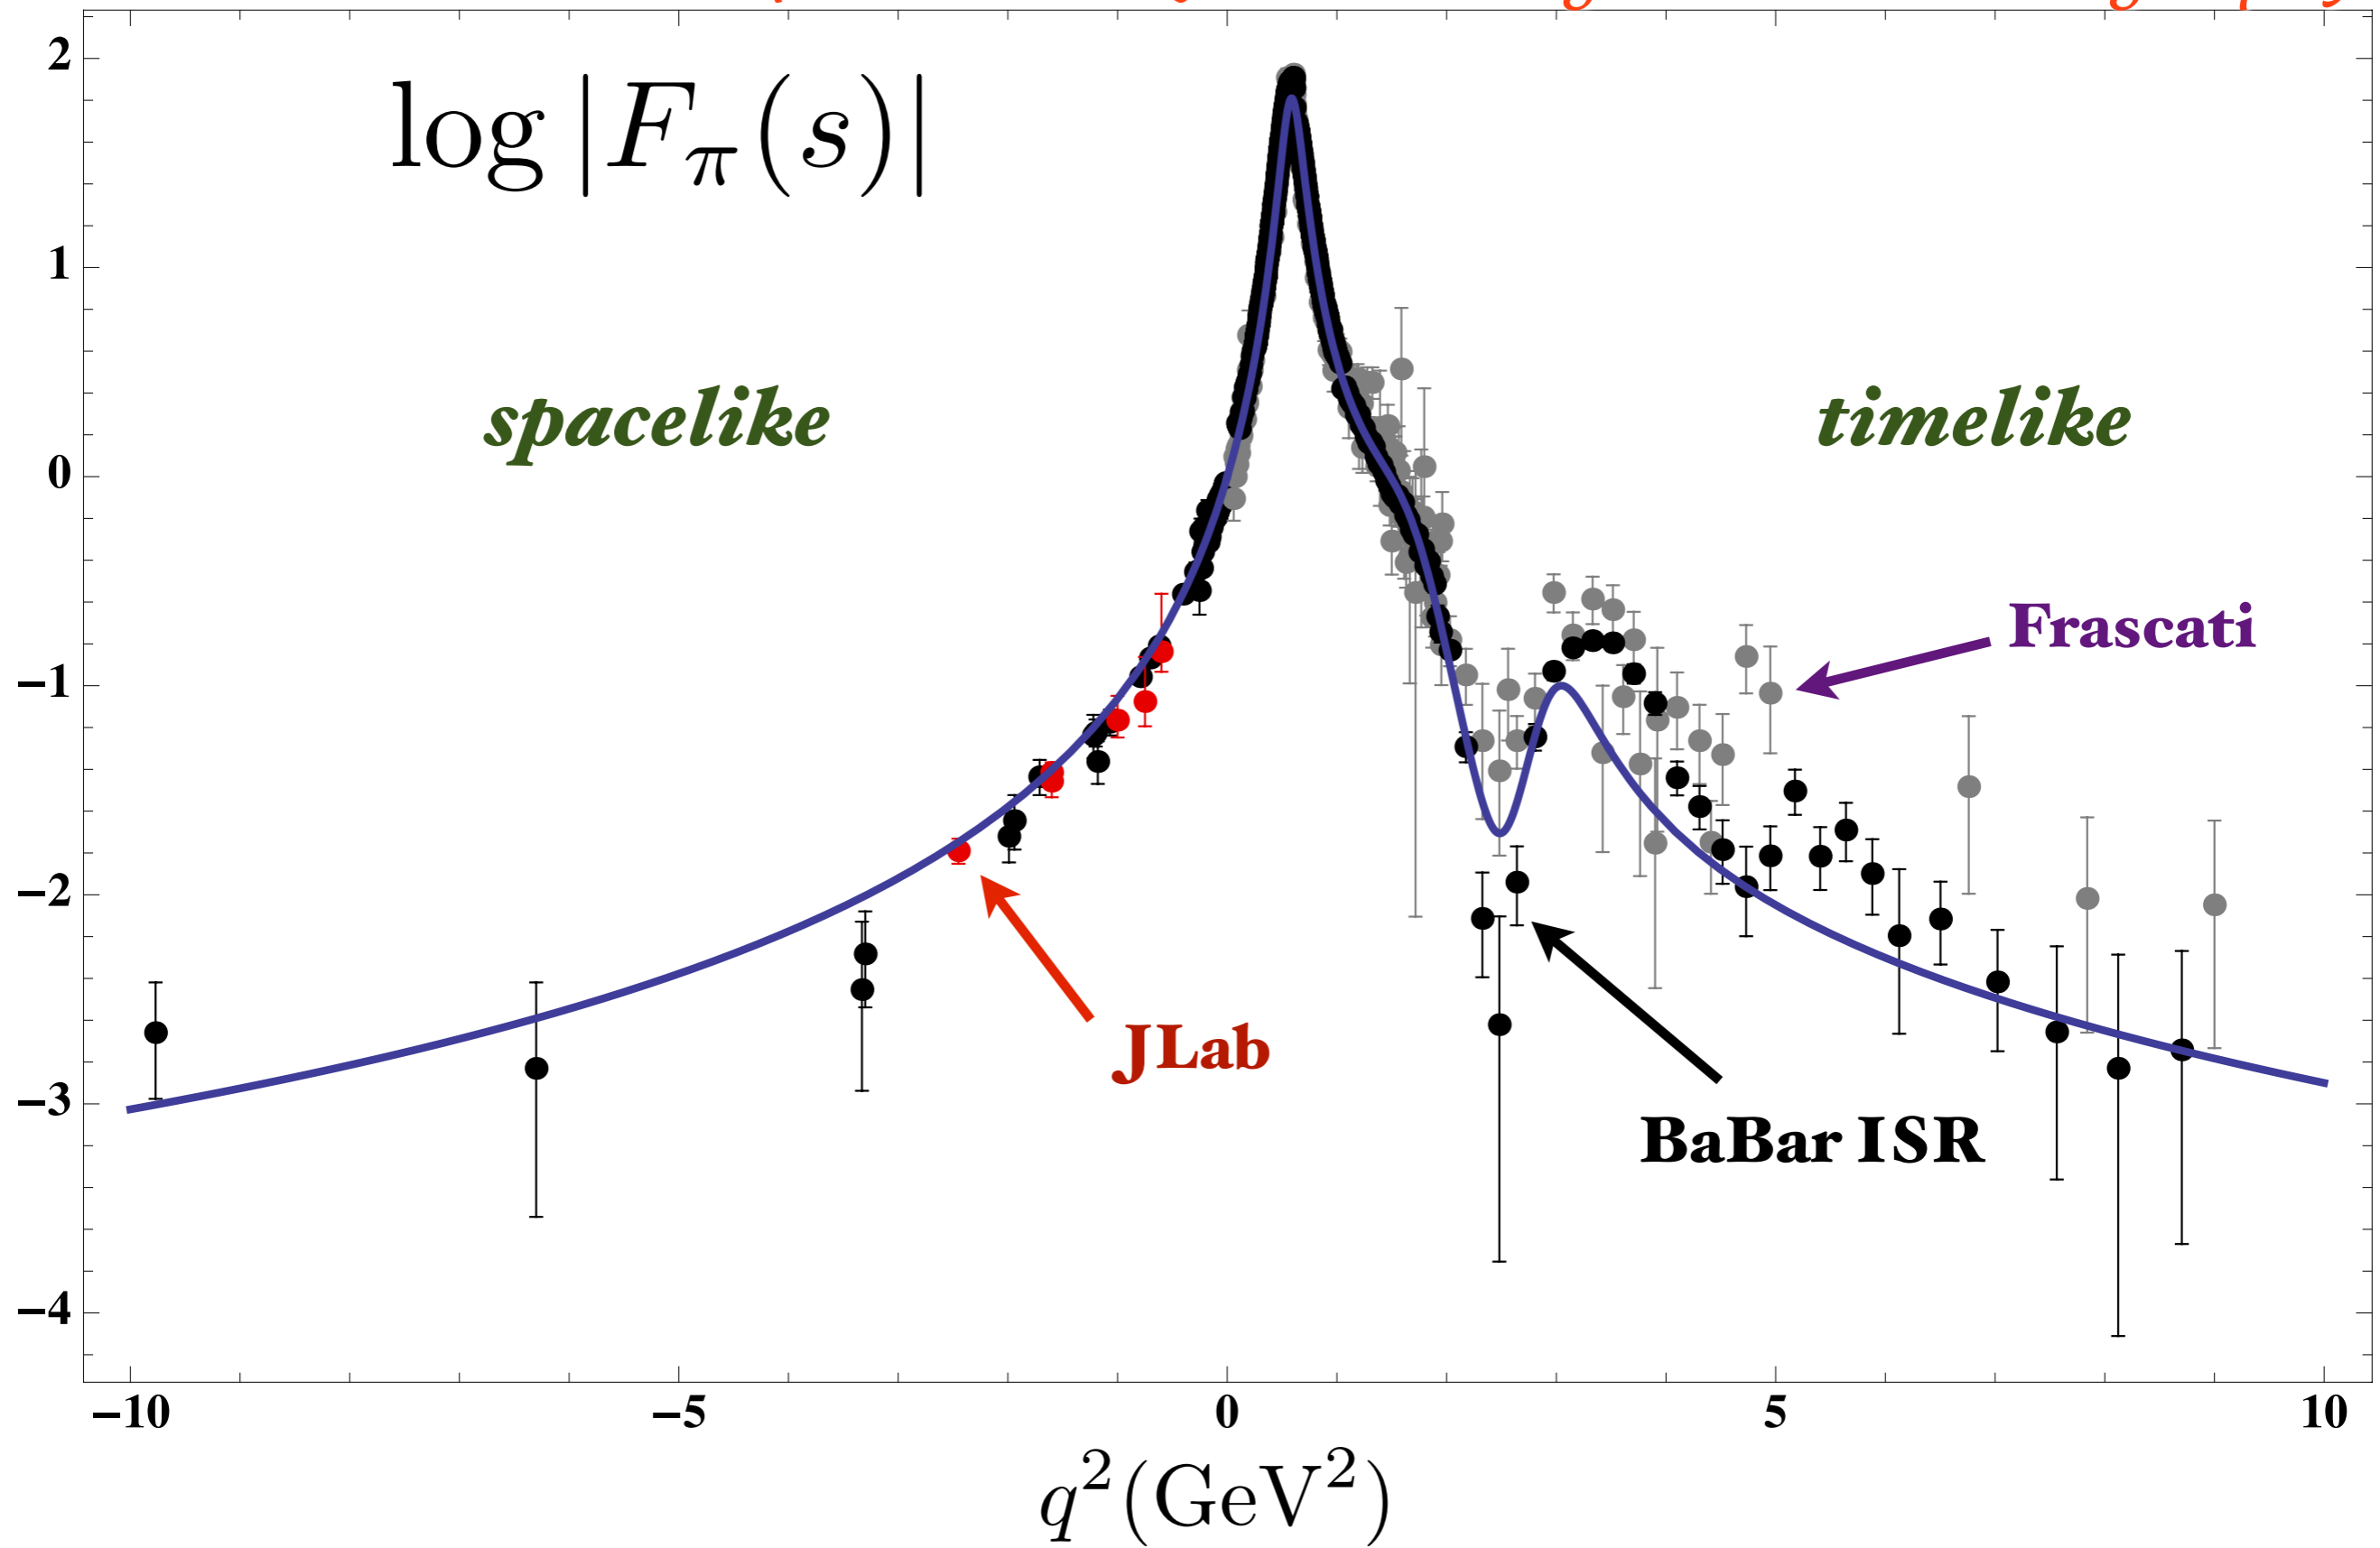 log |F_π(s)|
2
1
0
−1
−2
−3
−4
spacelike
timelike
Frascati
JLab
BaBar ISR
−10 −5 0 5 10
q²(GeV²)